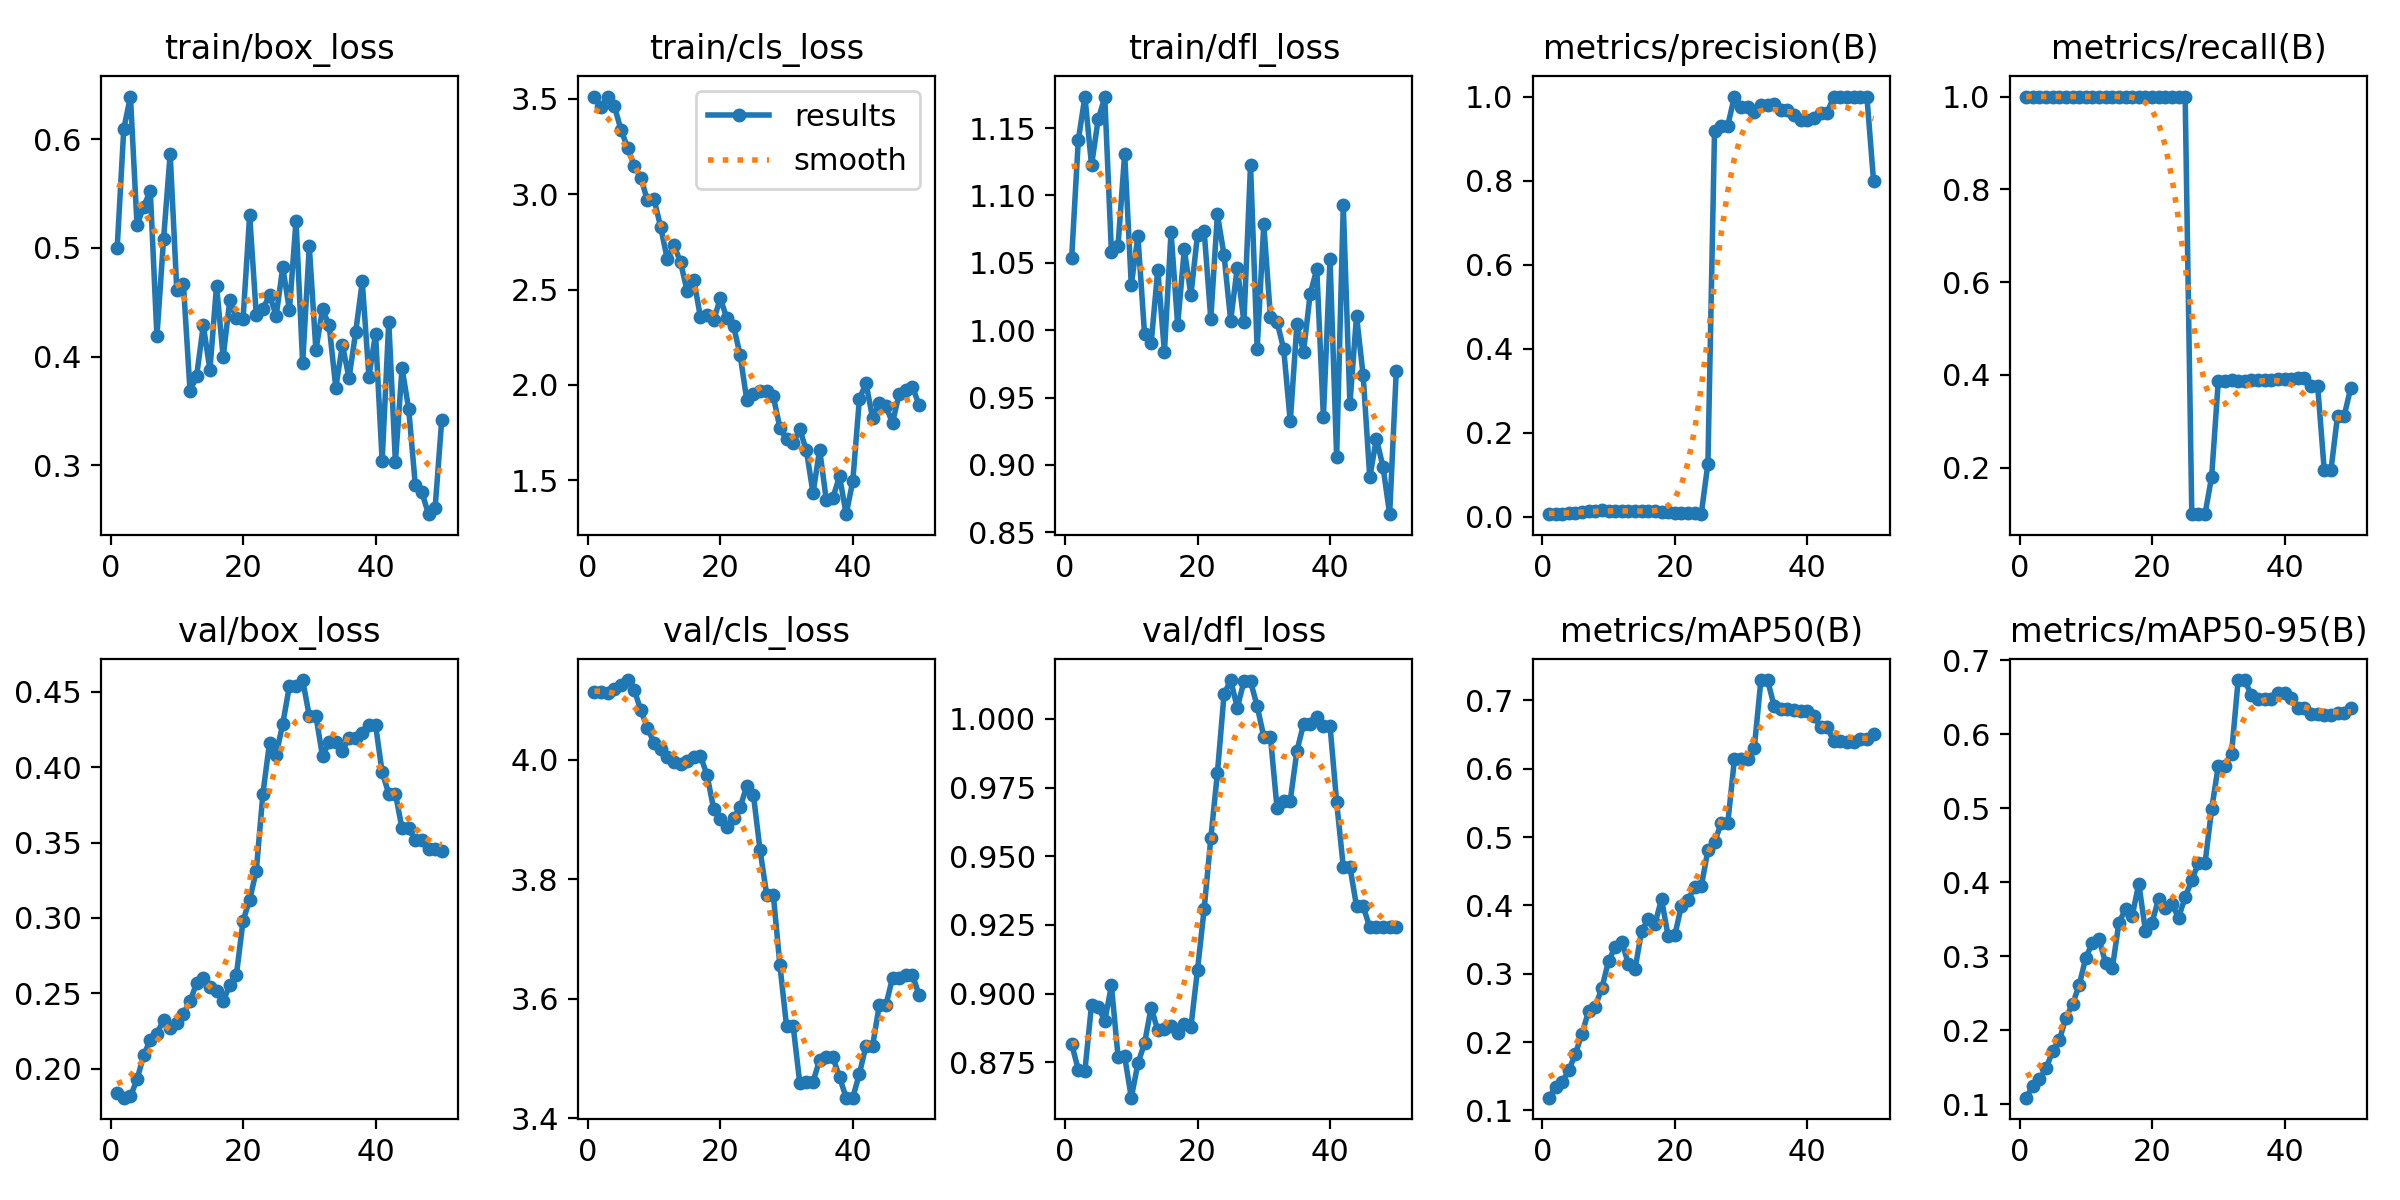 train/box_loss
0.6
0.5
0.4
0.3
0 20 40
train/cls_loss
results
smooth
3.5
3.0
2.5
2.0
1.5
0 20 40
train/dfl_loss
1.15
1.10
1.05
1.00
0.95
0.90
0.85
0 20 40
metrics/precision(B)
1.0
0.8
0.6
0.4
0.2
0.0
0 20 40
metrics/recall(B)
1.0
0.8
0.6
0.4
0.2
0 20 40
val/box_loss
0.45
0.40
0.35
0.30
0.25
0.20
0 20 40
val/cls_loss
4.0
3.8
3.6
3.4
0 20 40
val/dfl_loss
1.000
0.975
0.950
0.925
0.900
0.875
0 20 40
metrics/mAP50(B)
0.7
0.6
0.5
0.4
0.3
0.2
0.1
0 20 40
metrics/mAP50-95(B)
0.7
0.6
0.5
0.4
0.3
0.2
0.1
0 20 40